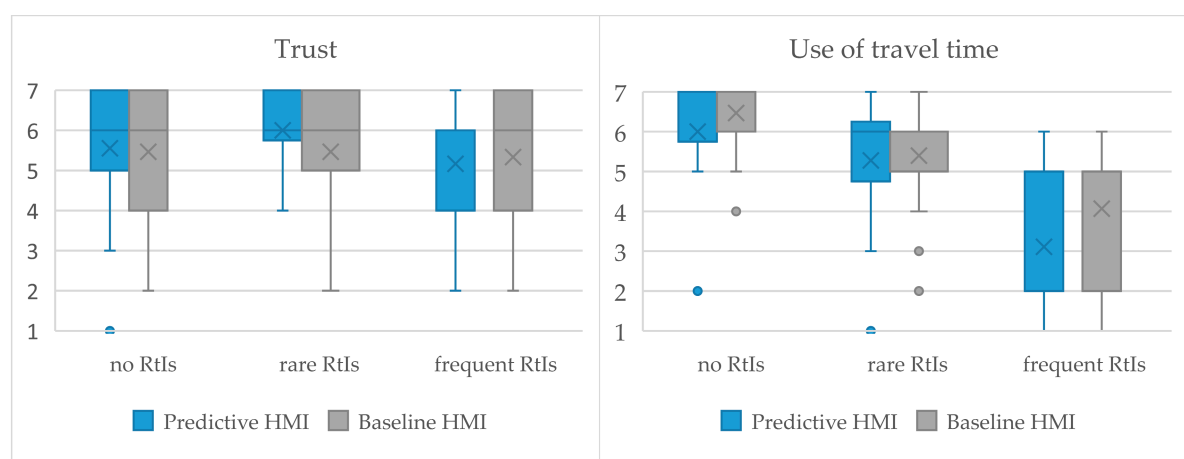 Trust
7
6
5
4
3
2
1
no RtIs rare RtIs frequent RtIs
Predictive HMI Baseline HMI
Use of travel time
7
6
5
4
3
2
1
no RtIs rare RtIs frequent RtIs
Predictive HMI Baseline HMI